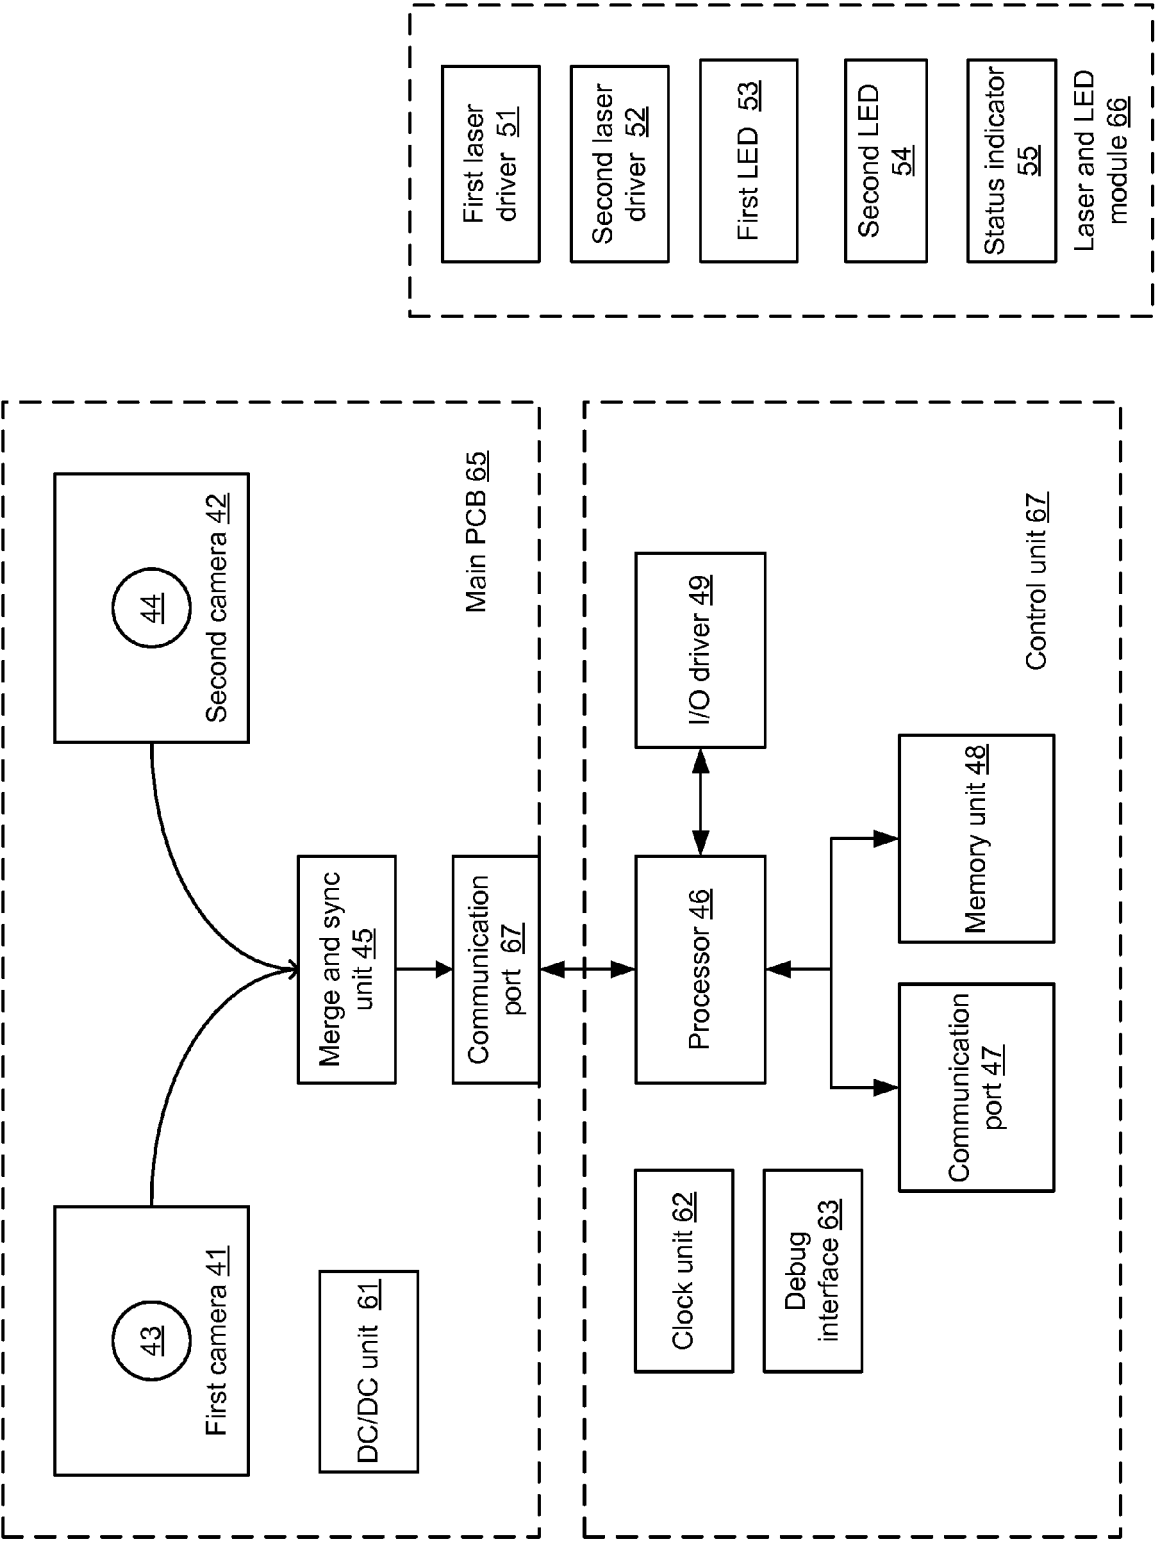 43
First camera 41
44
Second camera 42
DC/DC unit 61
Merge and sync
unit 45
Communication
port 67
Main PCB 65
Clock unit 62
Debug
interface 63
Processor 46
I/O driver 49
Communication
port 47
Memory unit 48
Control unit 67
First laser
driver 51
Second laser
driver 52
First LED 53
Second LED
54
Status indicator
55
Laser and LED
module 66